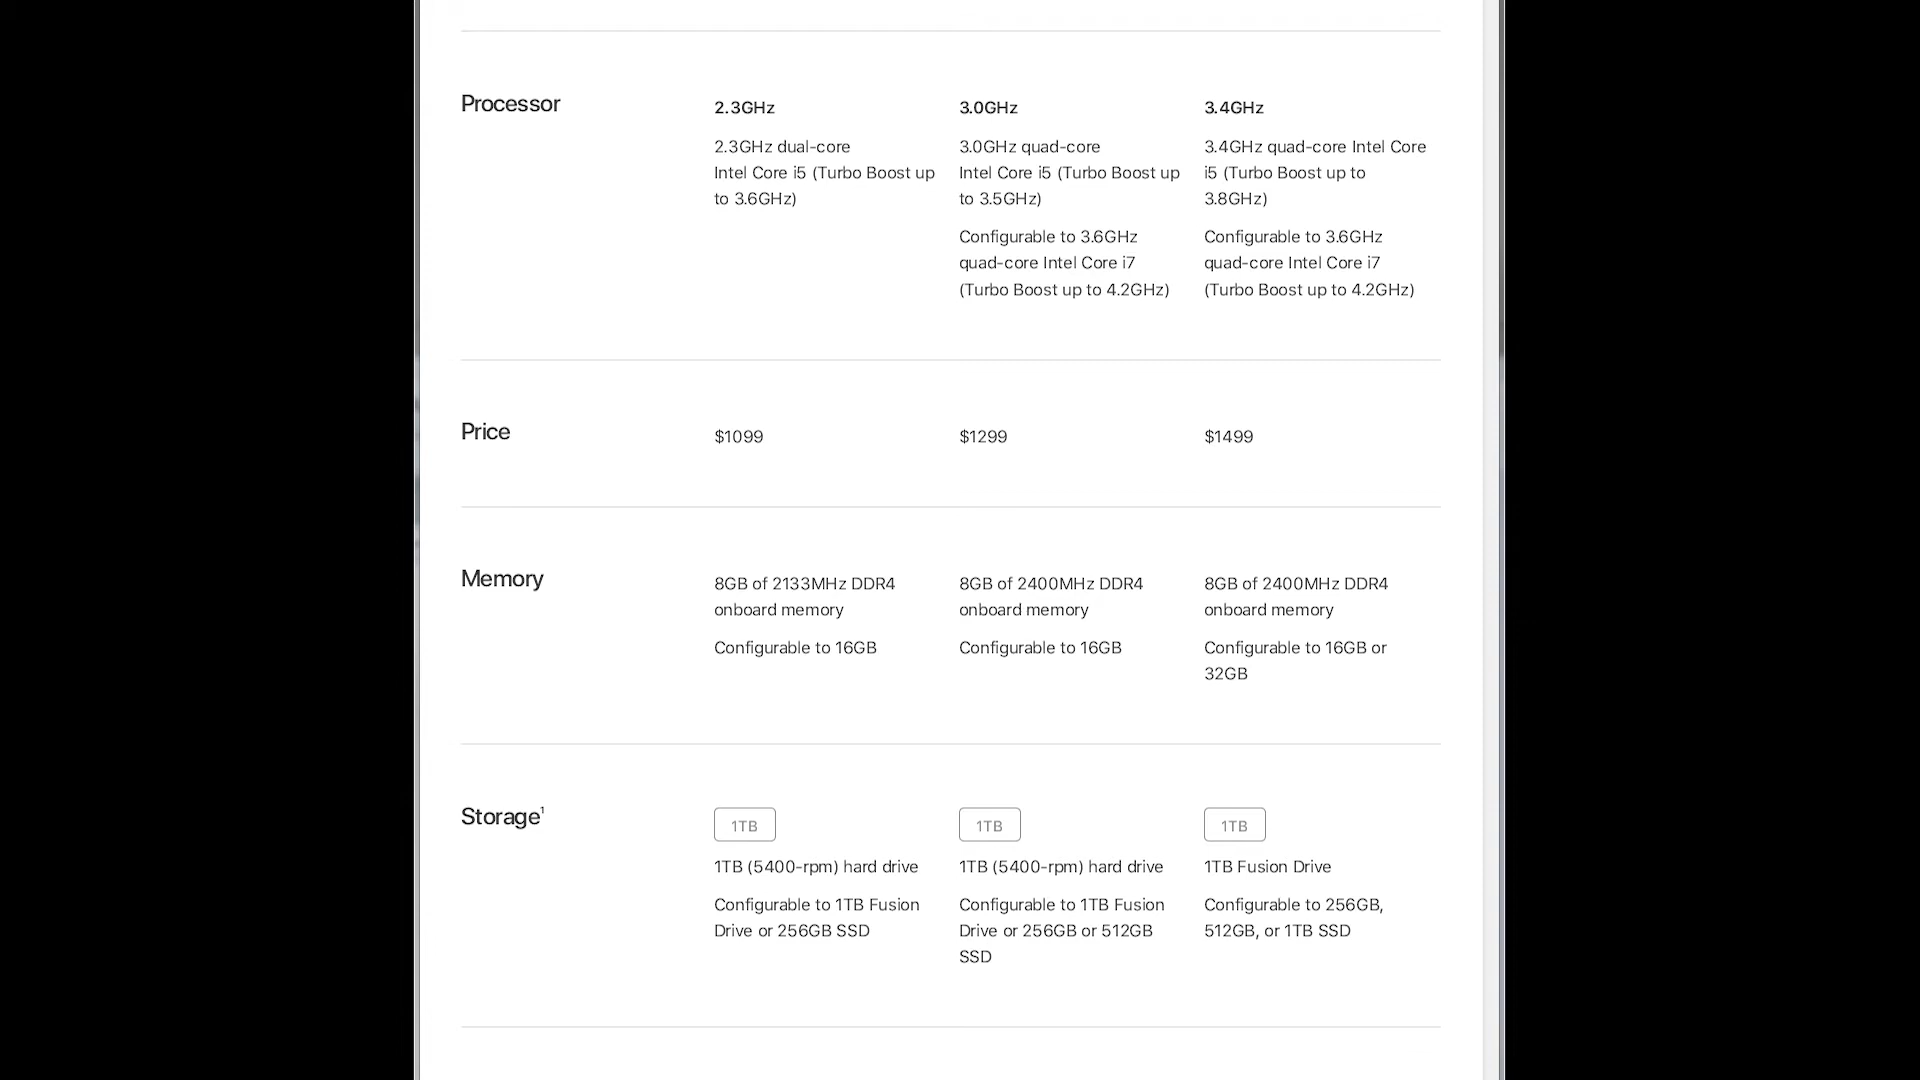 Processor
2.3GHz
2.3GHz dual-core
Intel Core i5 (Turbo Boost up
to 3.6GHz)
3.0GHz
3.0GHz quad-core
Intel Core i5 (Turbo Boost up
to 3.5GHz)
Configurable to 3.6GHz
quad-core Intel Core i7
(Turbo Boost up to 4.2GHz)
3.4GHz
3.4GHz quad-core Intel Core
i5 (Turbo Boost up to
3.8GHz)
Configurable to 3.6GHz
quad-core Intel Core i7
(Turbo Boost up to 4.2GHz)
Price
$1099
$1299
$1499
Memory
8GB of 2133MHz DDR4
onboard memory
Configurable to 16GB
8GB of 2400MHz DDR4
onboard memory
Configurable to 16GB
8GB of 2400MHz DDR4
onboard memory
Configurable to 16GB or
32GB
Storage¹
1TB
1TB (5400-rpm) hard drive
Configurable to 1TB Fusion
Drive or 256GB SSD
1TB
1TB (5400-rpm) hard drive
Configurable to 1TB Fusion
Drive or 256GB or 512GB
SSD
1TB
1TB Fusion Drive
Configurable to 256GB,
512GB, or 1TB SSD